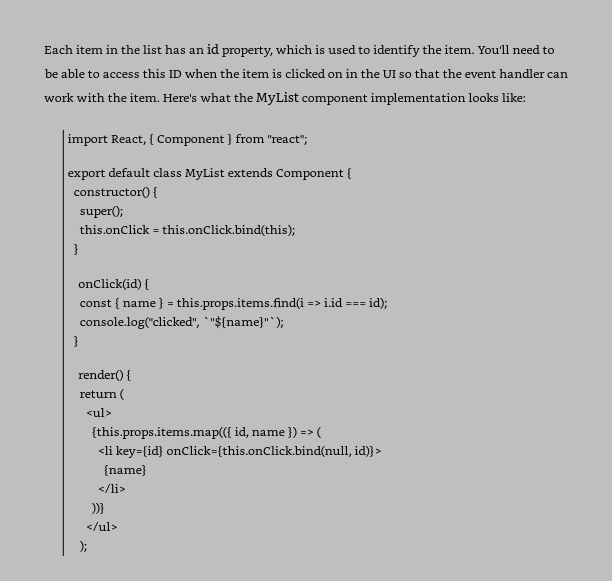 Each item in the list has an id property, which is used to identify the item. You'll need to
be able to access this ID when the item is clicked on in the UI so that the event handler can
work with the item. Here's what the MyList component implementation looks like:
import React, { Component } from "react";
export default class MyList extends Component {
constructor() {
super();
this.onClick = this.onClick.bind(this);
}
onClick(id) {
const { name } = this.props.items.find(i => i.id === id);
console.log("clicked", `"${name}"`);
}
render() {
return (
<ul>
{this.props.items.map(({ id, name }) => (
<li key={id} onClick={this.onClick.bind(null, id)}>
{name}
</li>
))}
</ul>
);